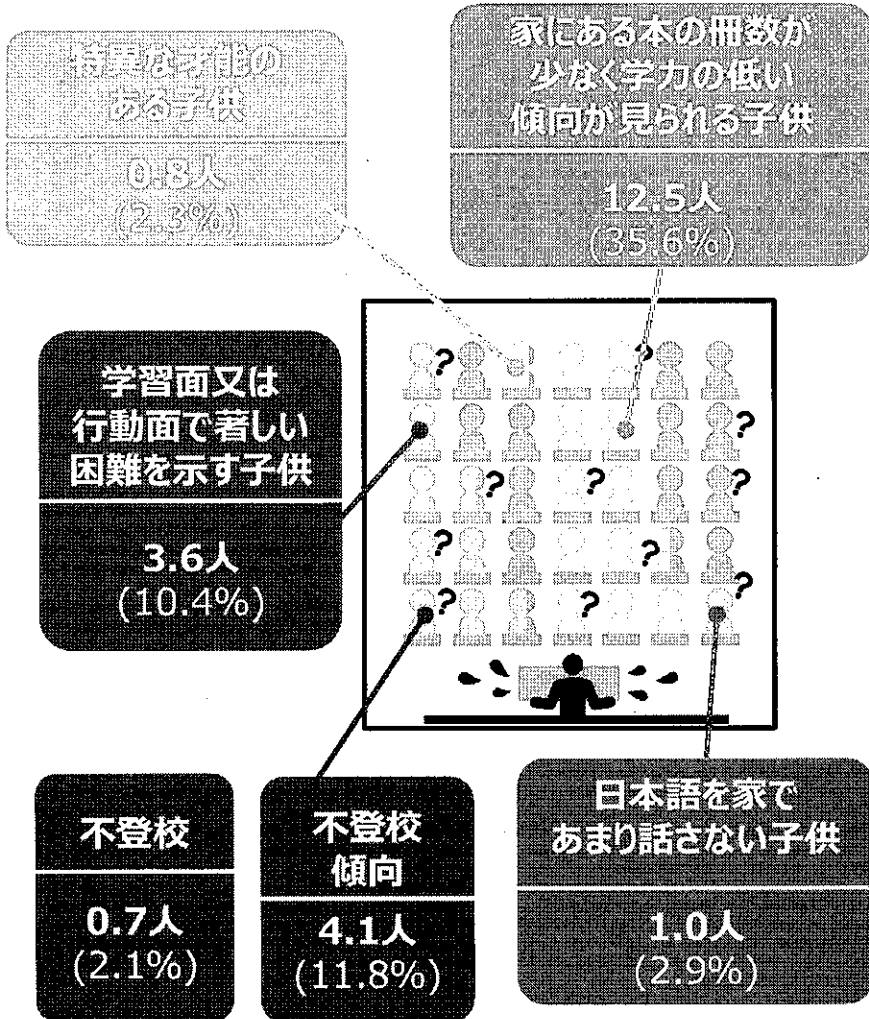 特異な才能の
ある子供
0.8人
(2.3%)
家にある本の冊数が
少なく学力の低い
傾向が見られる子供
12.5人
(35.6%)
学習面又は
行動面で著しい
困難を示す子供
3.6人
(10.4%)
? ?
?
? ? ?
? ?
? ? ?
不登校
0.7人
(2.1%)
不登校
傾向
4.1人
(11.8%)
日本語を家で
あまり話さない子供
1.0人
(2.9%)